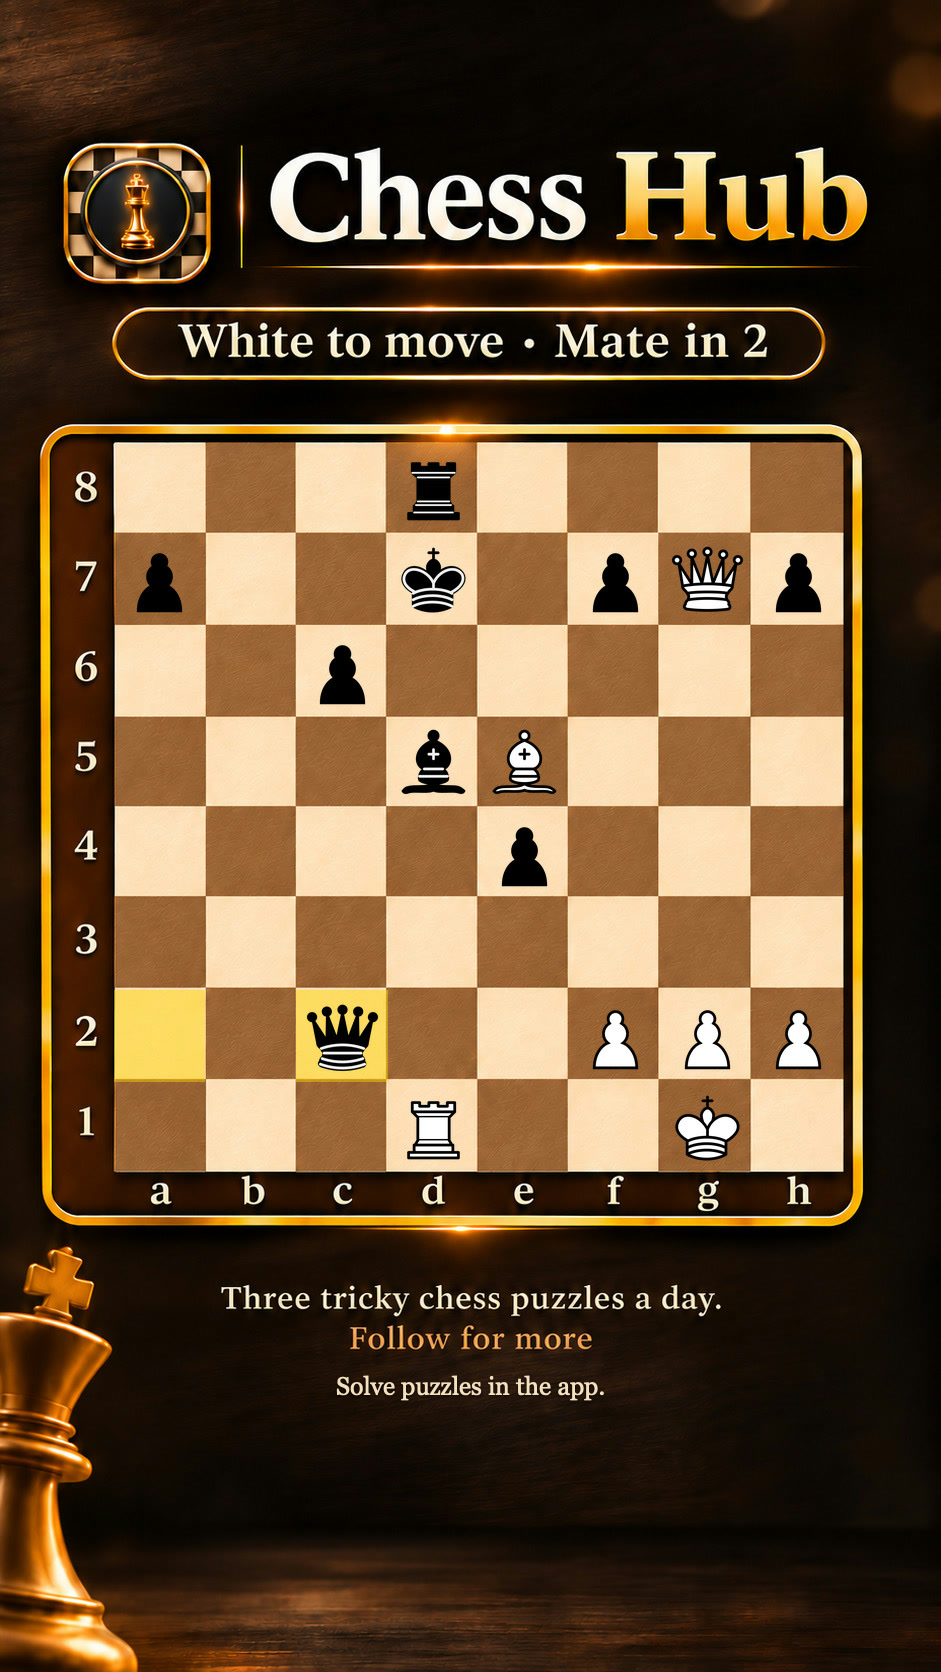 Chess Hub
White to move • Mate in 2
8
7
6
5
4
3
2
1
a b c d e f g h
Three tricky chess puzzles a day.
Follow for more
Solve puzzles in the app.